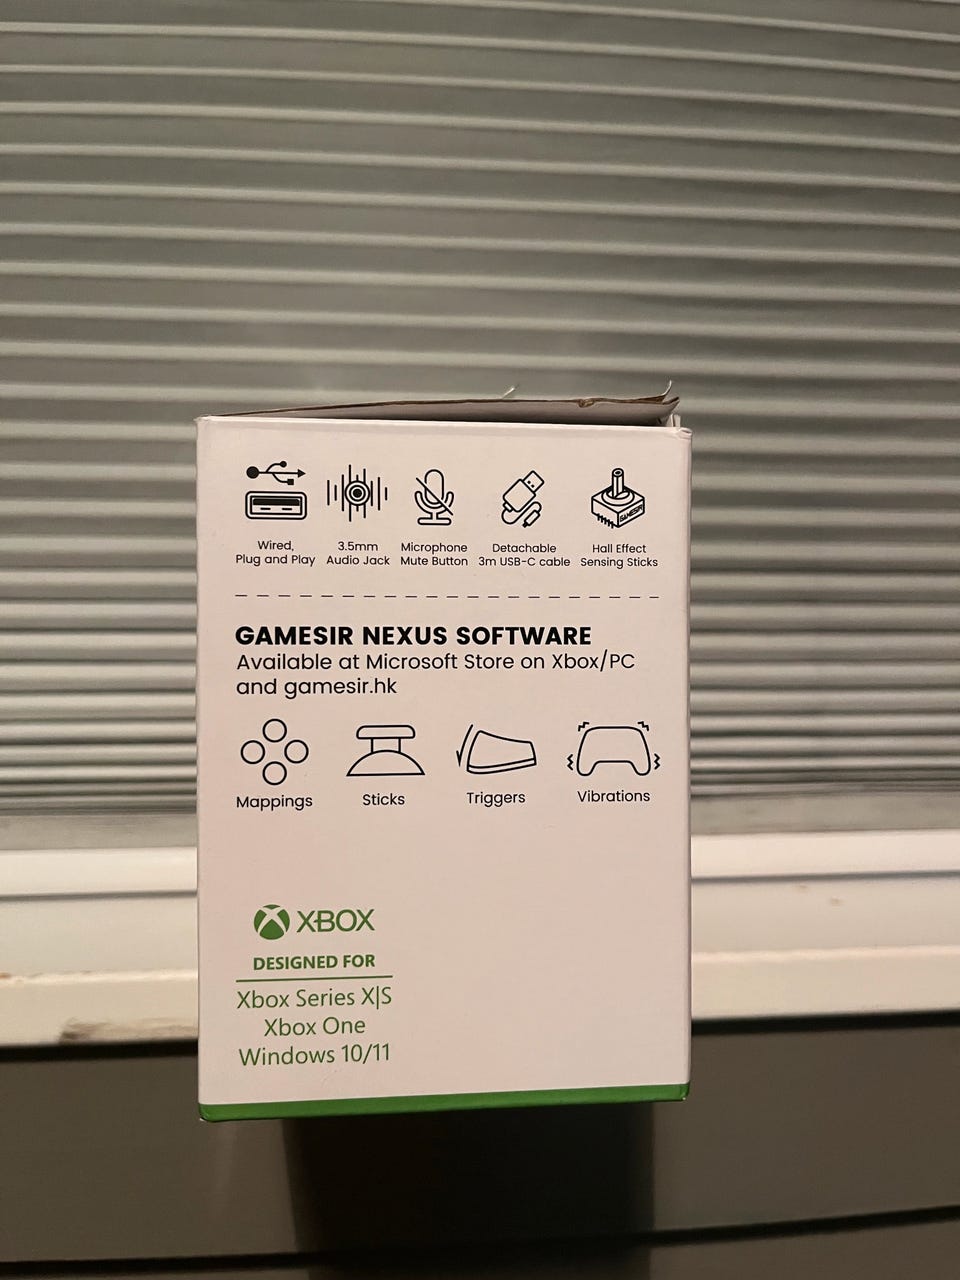 Wired,
Plug and Play
3.5mm
Audio Jack
Microphone
Mute Button
Detachable
3m USB-C cable
GAMESIR
Hall Effect
Sensing Sticks
GAMESIR NEXUS SOFTWARE
Available at Microsoft Store on Xbox/PC
and gamesir.hk
Mappings
Sticks
Triggers
Vibrations
XBOX
DESIGNED FOR
Xbox Series X|S
Xbox One
Windows 10/11